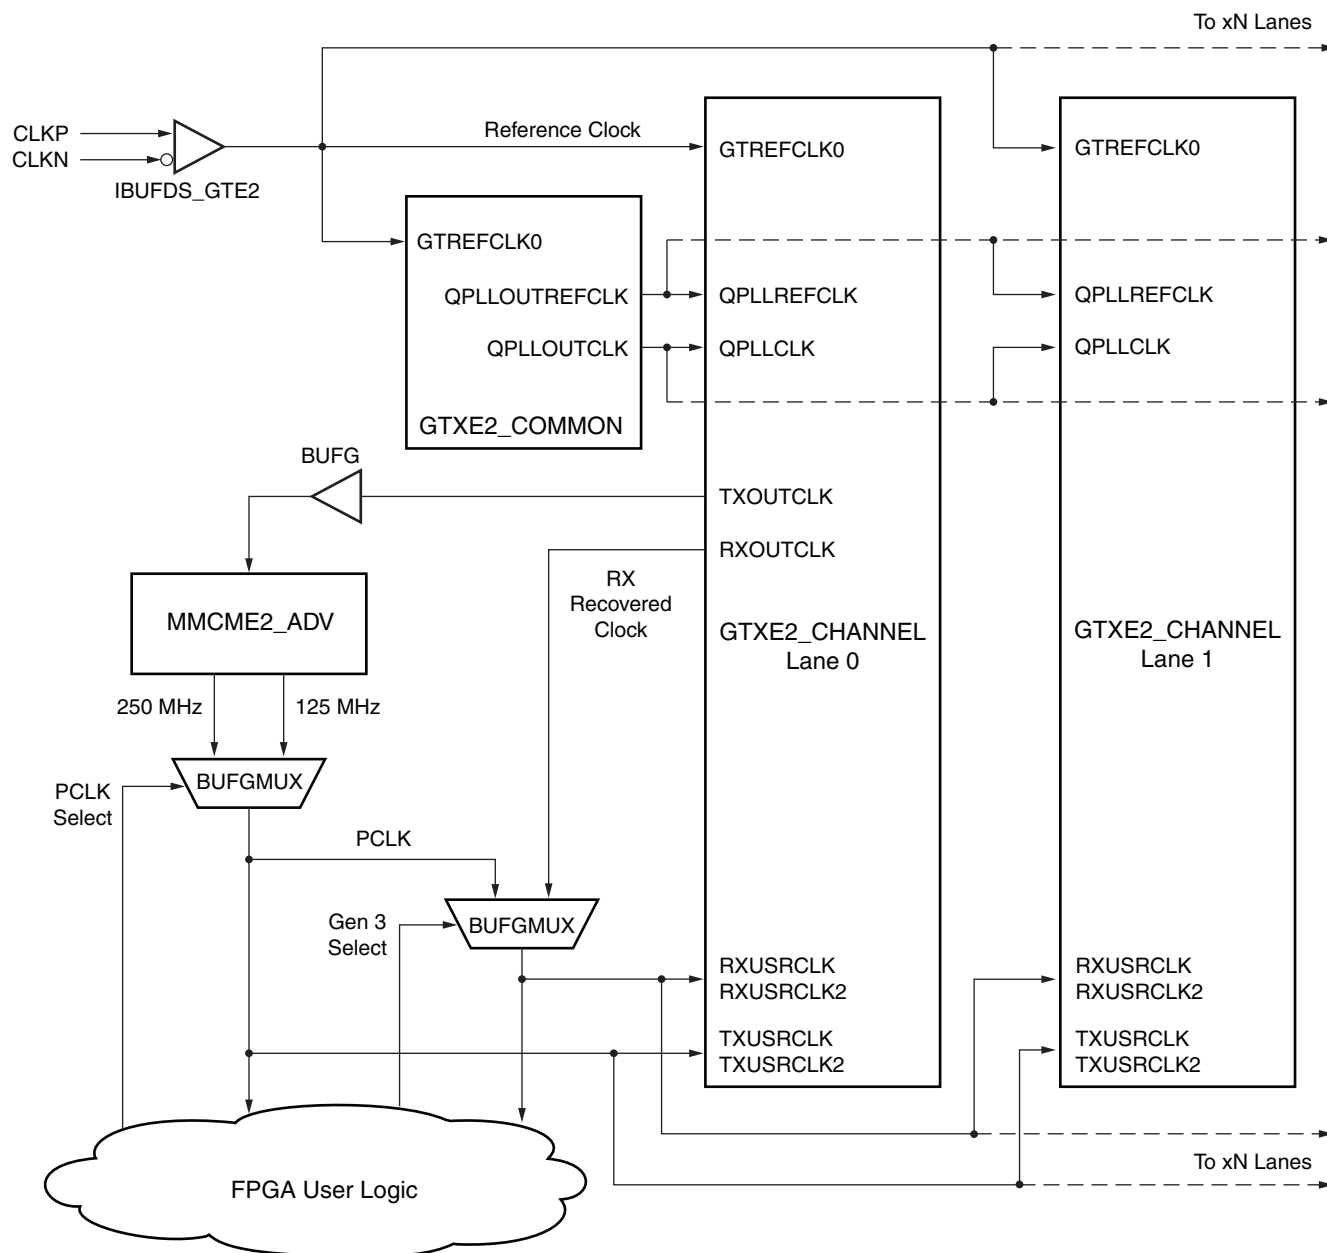 To xN Lanes
CLKP
CLKN
IBUFDS_GTE2
Reference Clock
GTREFCLK0
GTREFCLK0
GTREFCLK0
QPLLOUTREFCLK
QPLLREFCLK
QPLLREFCLK
QPLLOUTCLK
QPLLCLK
QPLLCLK
GTXE2_COMMON
BUFG
TXOUTCLK
RXOUTCLK
RX
Recovered
Clock
MMCME2_ADV
GTXE2_CHANNEL
Lane 0
GTXE2_CHANNEL
Lane 1
250 MHz
125 MHz
BUFGMUX
PCLK
Select
PCLK
Gen 3
Select
BUFGMUX
RXUSRCLK
RXUSRCLK2
RXUSRCLK
RXUSRCLK2
TXUSRCLK
TXUSRCLK2
TXUSRCLK
TXUSRCLK2
To xN Lanes
FPGA User Logic